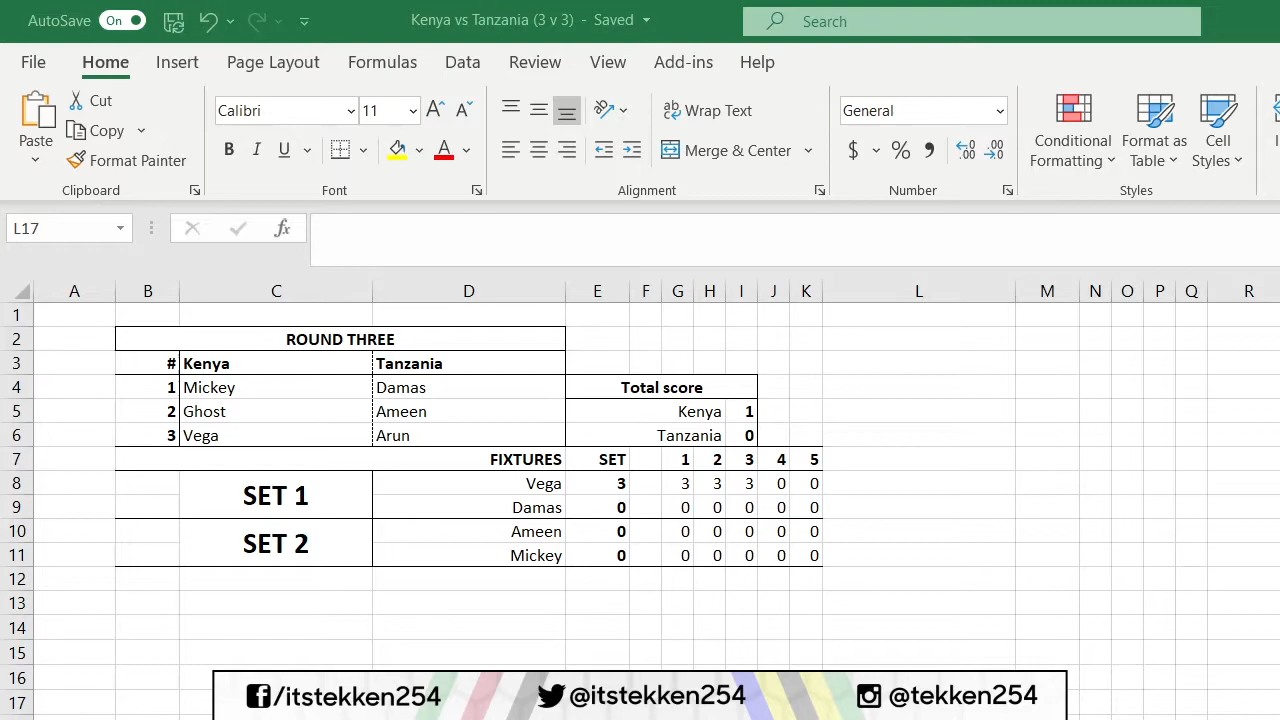 AutoSave On Kenya vs Tanzania (3 v 3) - Saved Search
File Home Insert Page Layout Formulas Data Review View Add-ins Help
Paste Cut Copy Format Painter
Calibri 11
B I U A
Wrap Text
Merge & Center
General
$ % 9
Conditional Formatting
Format as Table
Cell Styles
Clipboard Font Alignment Number Styles
L17 fx
A B C D E F G H I J K L M N O P Q R
1
2 ROUND THREE
3 # Kenya Tanzania
4 1 Mickey Damas Total score
5 2 Ghost Ameen Kenya 1
6 3 Vega Arun Tanzania 0
7 FIXTURES SET 1 2 3 4 5
8 SET 1 Vega 3 3 3 3 0 0
9 Damas 0 0 0 0 0 0
10 SET 2 Ameen 0 0 0 0 0 0
11 Mickey 0 0 0 0 0 0
12
13
14
15
16
17
/itstekken254 @itstekken254 @tekken254